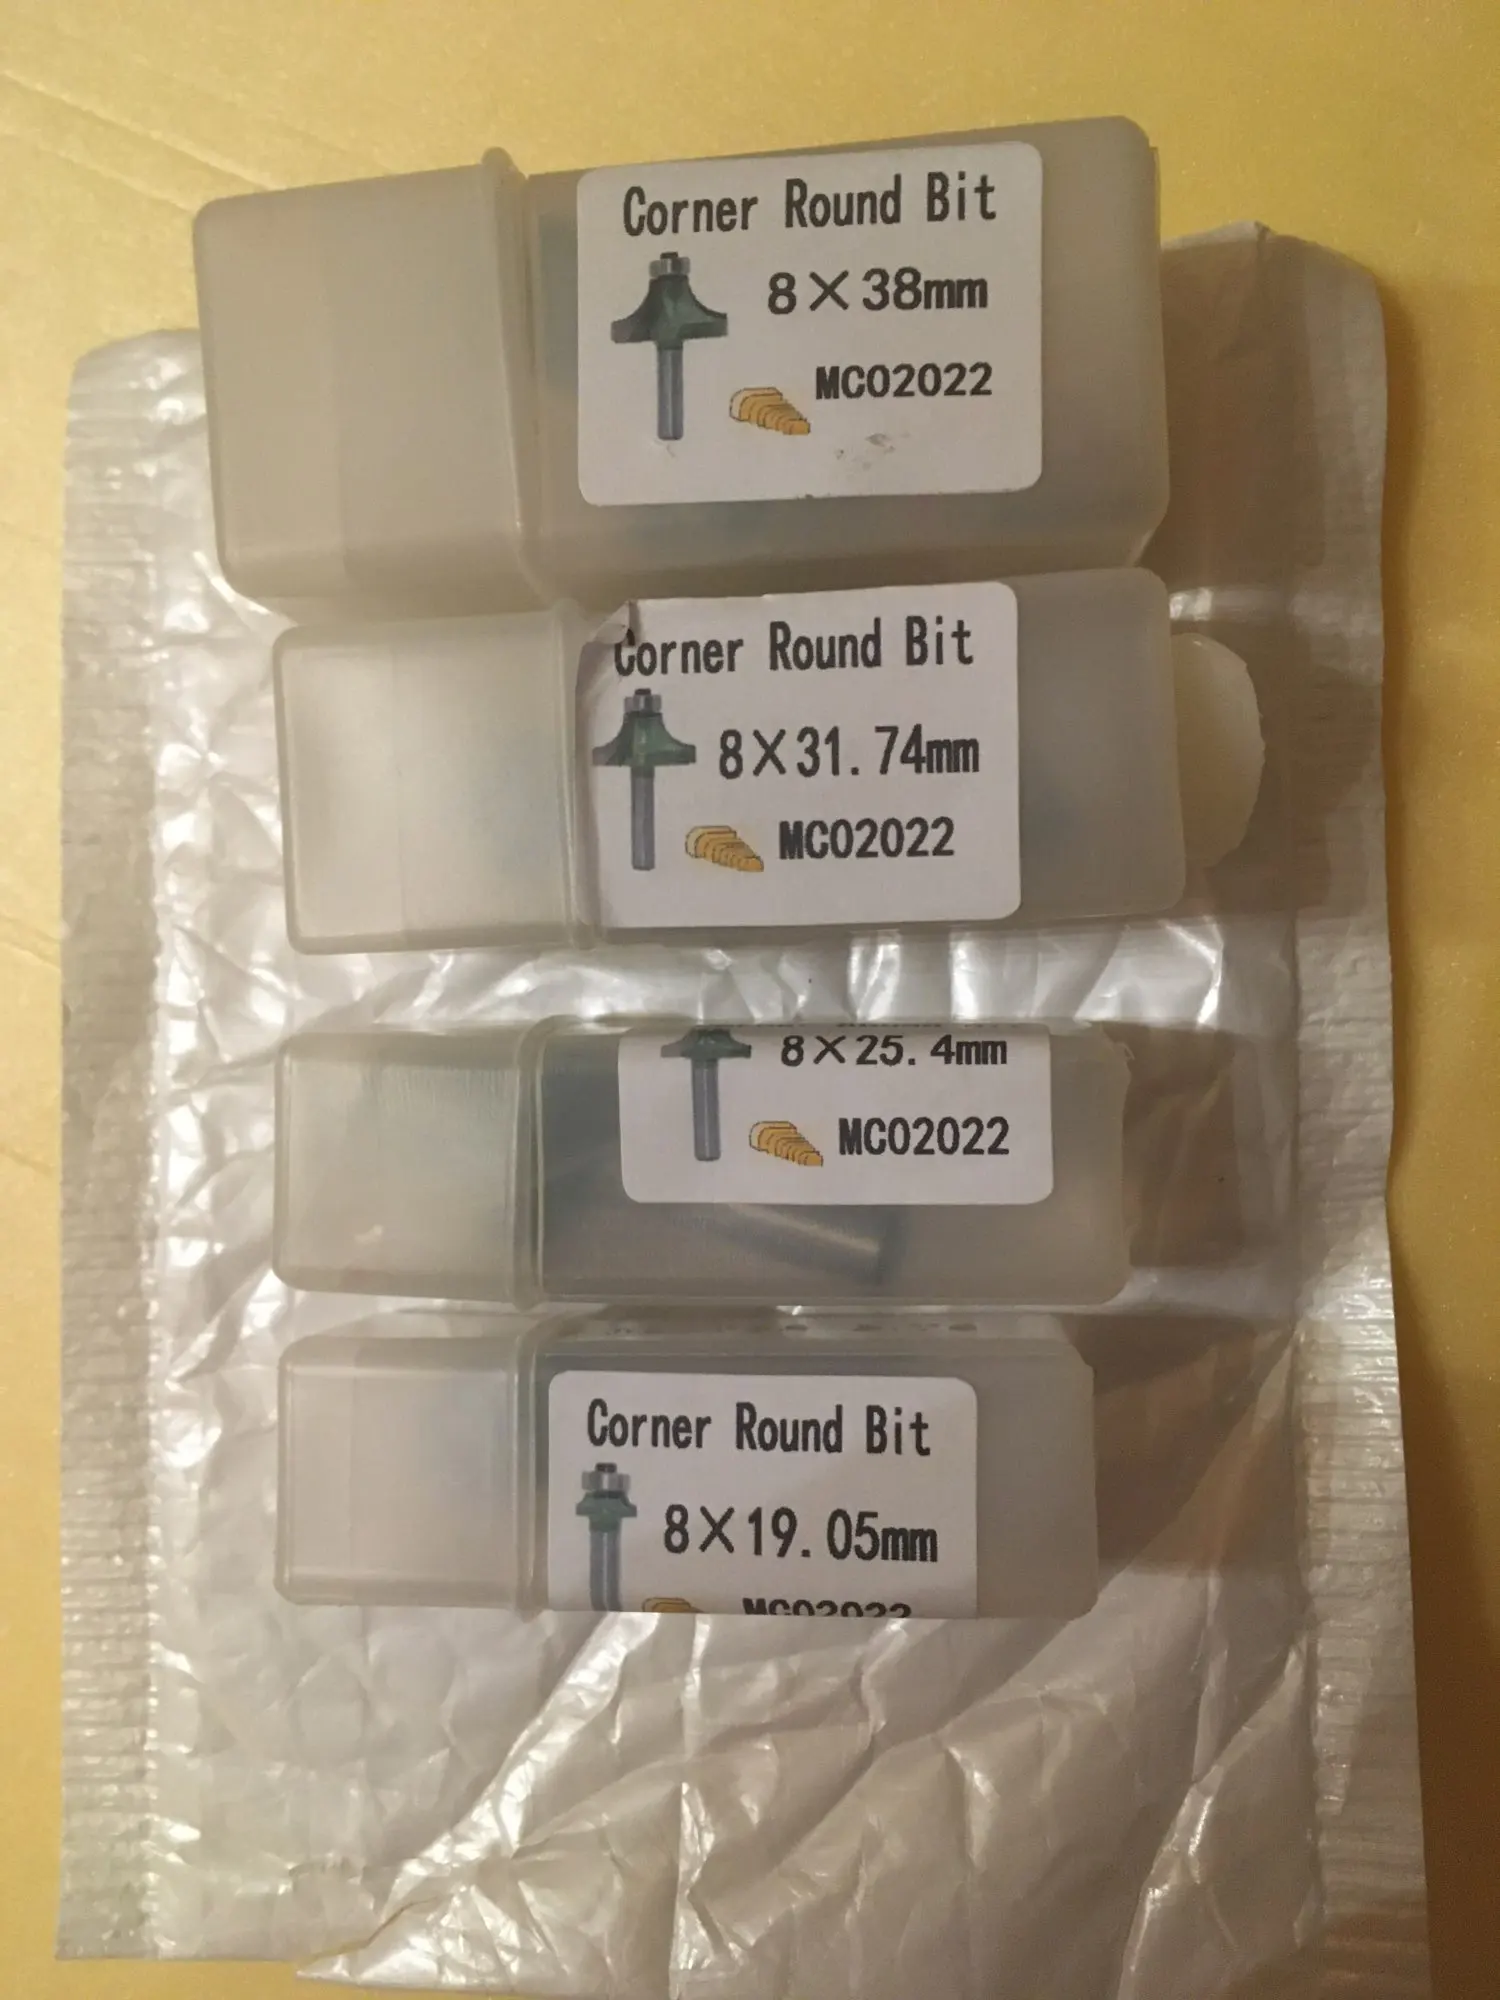 Corner Round Bit
8×38mm
MC02022
Corner Round Bit
8×31.74mm
MC02022
8×25.4mm
MC02022
Corner Round Bit
8×19.05mm
MC02022